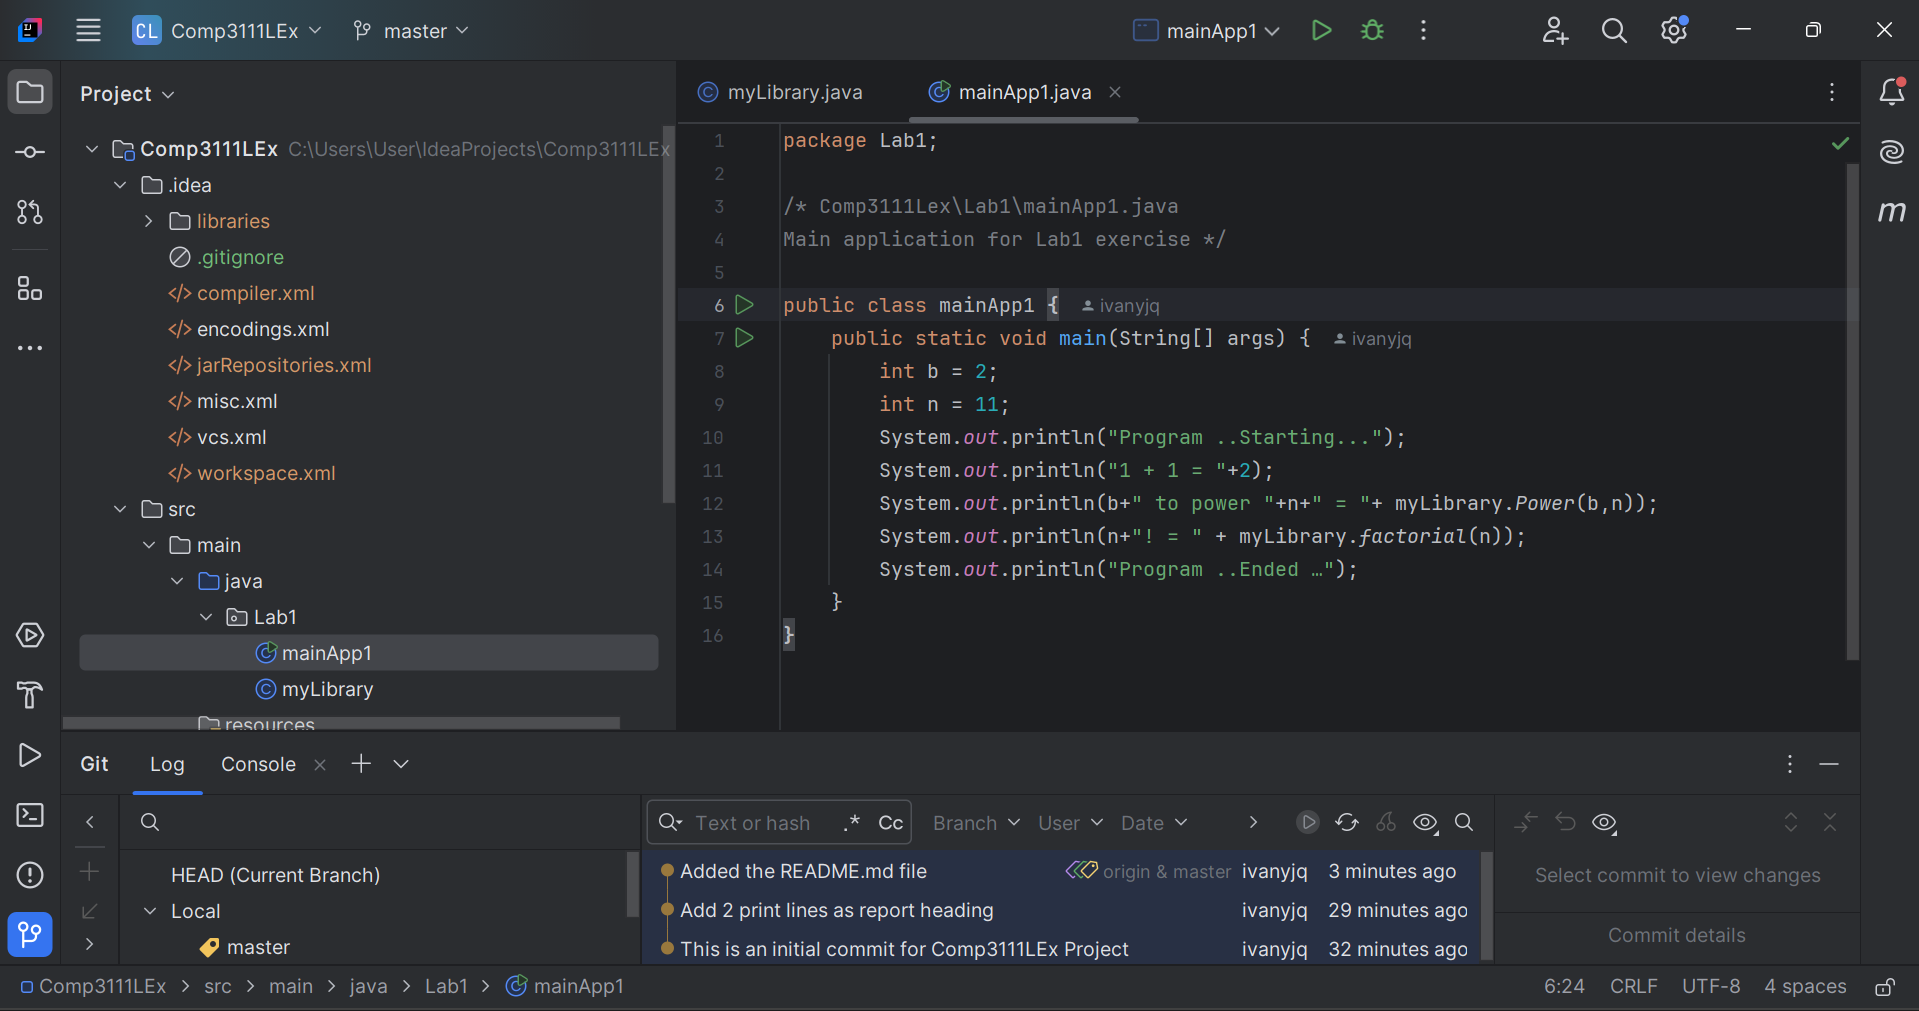 CL Comp3111LEx master mainApp1
Project
Comp3111LEx C:\Users\User\IdeaProjects\Comp3111LEx
.idea
libraries
.gitignore
</> compiler.xml
</> encodings.xml
</> jarRepositories.xml
</> misc.xml
</> vcs.xml
</> workspace.xml
src
main
java
Lab1
mainApp1
myLibrary
resources
myLibrary.java mainApp1.java
1 package Lab1;
2
3 /* Comp3111Lex\Lab1\mainApp1.java
4 Main application for Lab1 exercise */
5
6 public class mainApp1 { ivanyjq
7 public static void main(String[] args) { ivanyjq
8 int b = 2;
9 int n = 11;
10 System.out.println("Program ..Starting...");
11 System.out.println("1 + 1 = "+2);
12 System.out.println(b+" to power "+n+" = "+ myLibrary.Power(b,n));
13 System.out.println(n+"! = " + myLibrary.factorial(n));
14 System.out.println("Program ..Ended …");
15 }
16 }
m
Git Log Console
Text or hash .* Cc Branch User Date
HEAD (Current Branch)
Local
master
Added the README.md file origin & master ivanyjq 3 minutes ago
Add 2 print lines as report heading ivanyjq 29 minutes ago
This is an initial commit for Comp3111LEx Project ivanyjq 32 minutes ago
Select commit to view changes
Commit details
Comp3111LEx > src > main > java > Lab1 > mainApp1 6:24 CRLF UTF-8 4 spaces